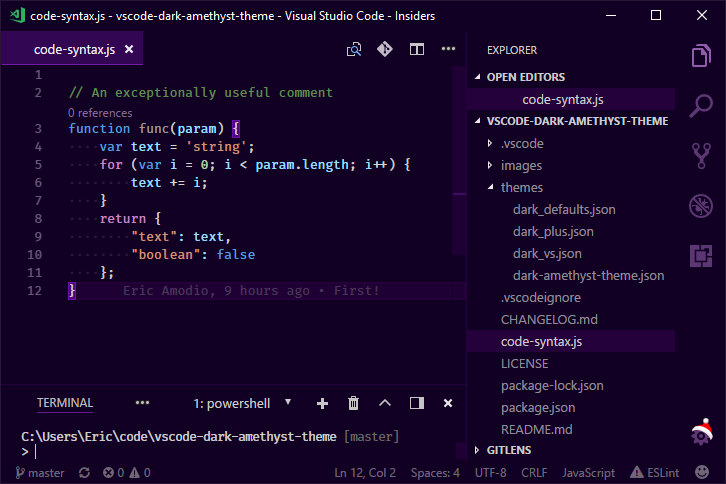 code-syntax.js - vscode-dark-amethyst-theme - Visual Studio Code - Insiders
code-syntax.js
1
2 // An exceptionally useful comment
0 references
3 function func(param) {
4 var text = 'string';
5 for (var i = 0; i < param.length; i++) {
6 text += i;
7 }
8 return {
9 "text": text,
10 "boolean": false
11 };
12 } Eric Amodio, 9 hours ago • First!
TERMINAL
1: powershell
C:\Users\Eric\code\vscode-dark-amethyst-theme [master]
>
EXPLORER
OPEN EDITORS
code-syntax.js
VSCODE-DARK-AMETHYST-THEME
.vscode
images
themes
dark_defaults.json
dark_plus.json
dark_vs.json
dark-amethyst-theme.json
.vscodeignore
CHANGELOG.md
code-syntax.js
LICENSE
package-lock.json
package.json
README.md
GITLENS
master 0 0 Ln 12, Col 2 Spaces: 4 UTF-8 CRLF JavaScript ESLint